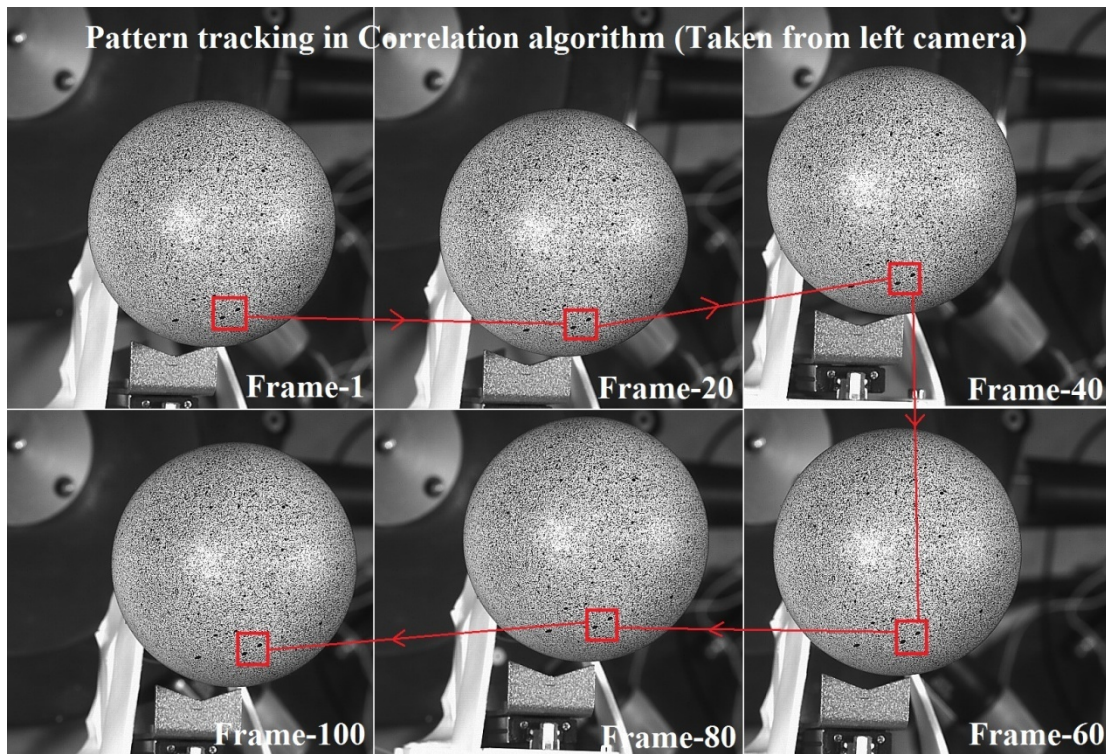 Pattern tracking in Correlation algorithm (Taken from left camera)
Frame-1
Frame-20
Frame-40
Frame-100
Frame-80
Frame-60